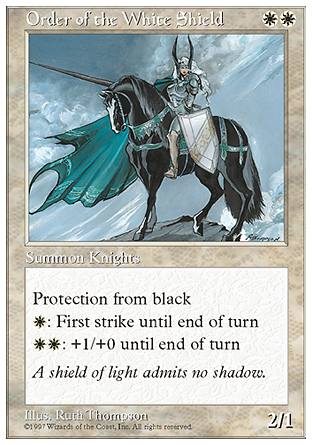 Order of the White Shield
Summon Knights
Protection from black
: First strike until end of turn
: +1/+0 until end of turn
A shield of light admits no shadow.
Illus. Ruth Thompson
©1997 Wizards of the Coast, Inc. All rights reserved.
2/1